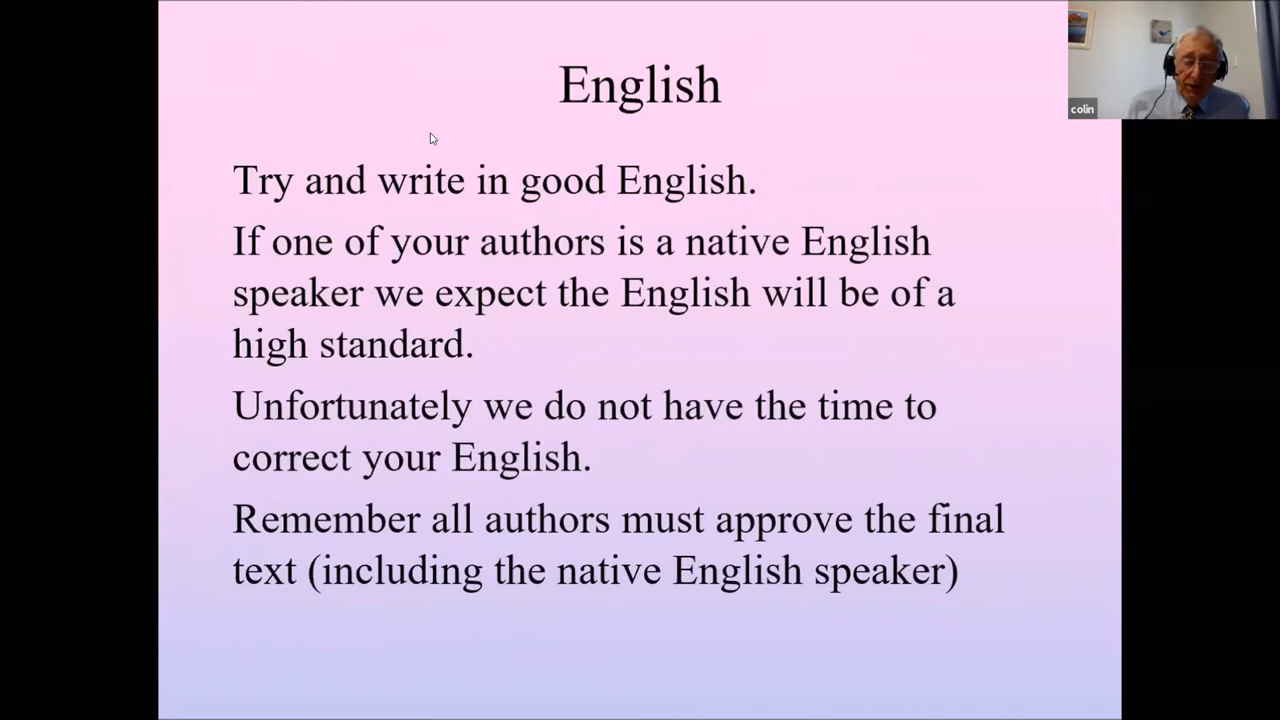 English
colin
Try and write in good English.
If one of your authors is a native English
speaker we expect the English will be of a
high standard.
Unfortunately we do not have the time to
correct your English.
Remember all authors must approve the final
text (including the native English speaker)